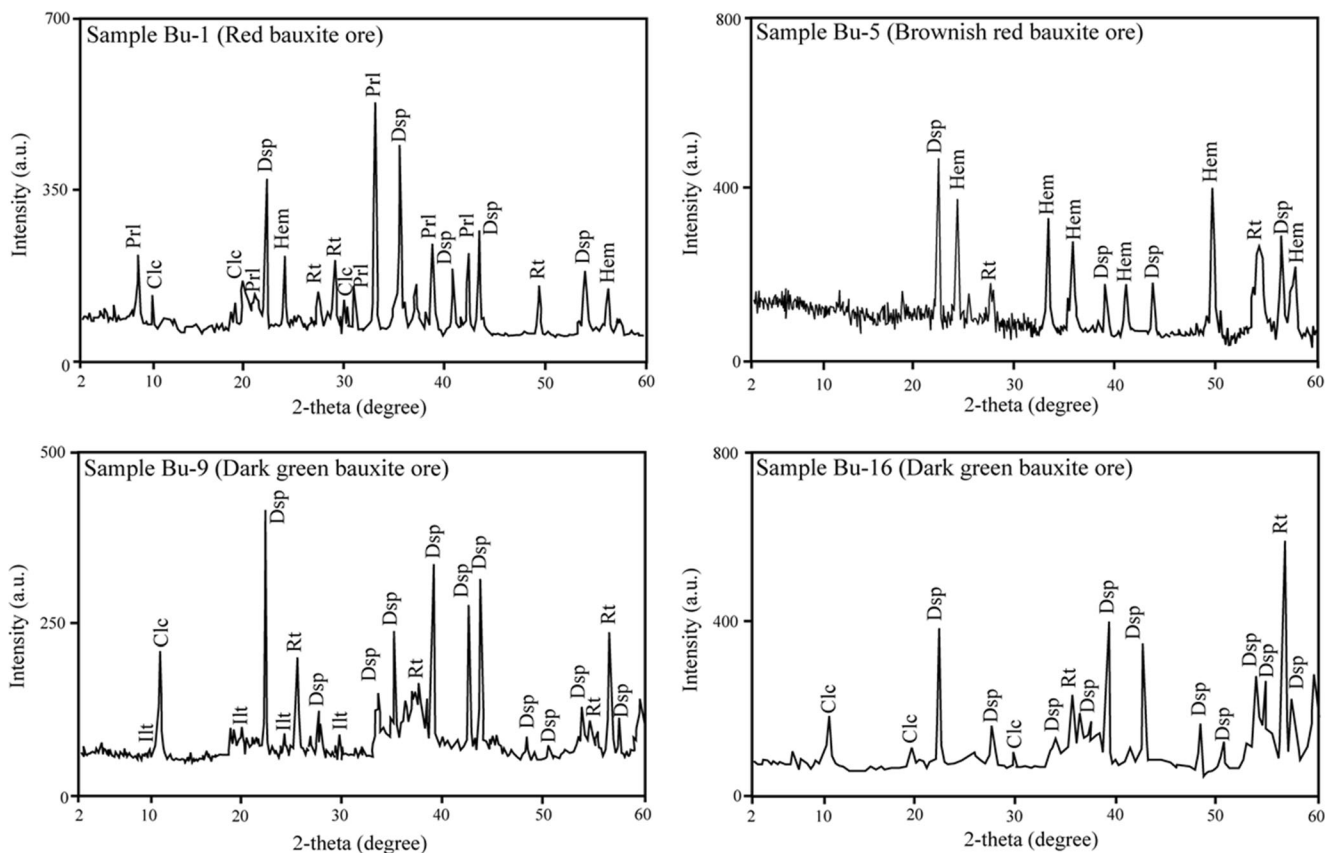 700
Sample Bu-1 (Red bauxite ore)
Intensity (a.u.)
350
0
Prl
Clc
Clc
Prl
Dsp
Hem
Rt
Rt
Clc
Prl
Prl
Dsp
Prl
Dsp
Prl
Dsp
Rt
Dsp
Hem
2 10 20 30 40 50 60
2-theta (degree)
800
Sample Bu-5 (Brownish red bauxite ore)
Intensity (a.u.)
400
0
Dsp
Hem
Rt
Hem
Hem
Dsp
Hem
Dsp
Hem
Rt
Dsp
Hem
2 10 20 30 40 50 60
2-theta (degree)
500
Sample Bu-9 (Dark green bauxite ore)
Intensity (a.u.)
250
0
Ilt
Clc
Ilt
Dsp
Ilt
Rt
Dsp
Ilt
Dsp
Dsp
Rt
Dsp
Dsp
Dsp
Dsp
Dsp
Dsp
Rt
Rt
Dsp
2 10 20 30 40 50 60
2-theta (degree)
800
Sample Bu-16 (Dark green bauxite ore)
Intensity (a.u.)
400
0
Clc
Clc
Dsp
Dsp
Clc
Dsp
Rt
Dsp
Dsp
Dsp
Dsp
Dsp
Dsp
Dsp
Rt
Dsp
2 10 20 30 40 50 60
2-theta (degree)